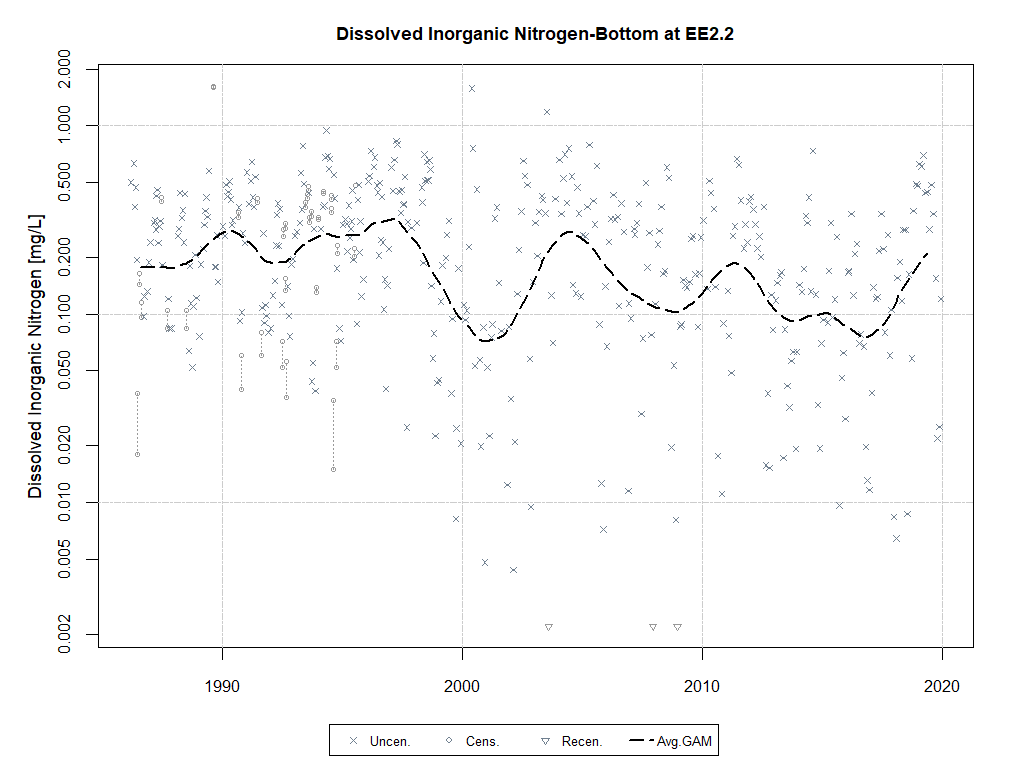 Dissolved Inorganic Nitrogen-Bottom at EE2.2
Dissolved Inorganic Nitrogen [mg/L]
2.000
1.000
0.500
0.200
0.100
0.050
0.020
0.010
0.005
0.002
1990 2000 2010 2020
Uncen. Cens. Recen. Avg.GAM